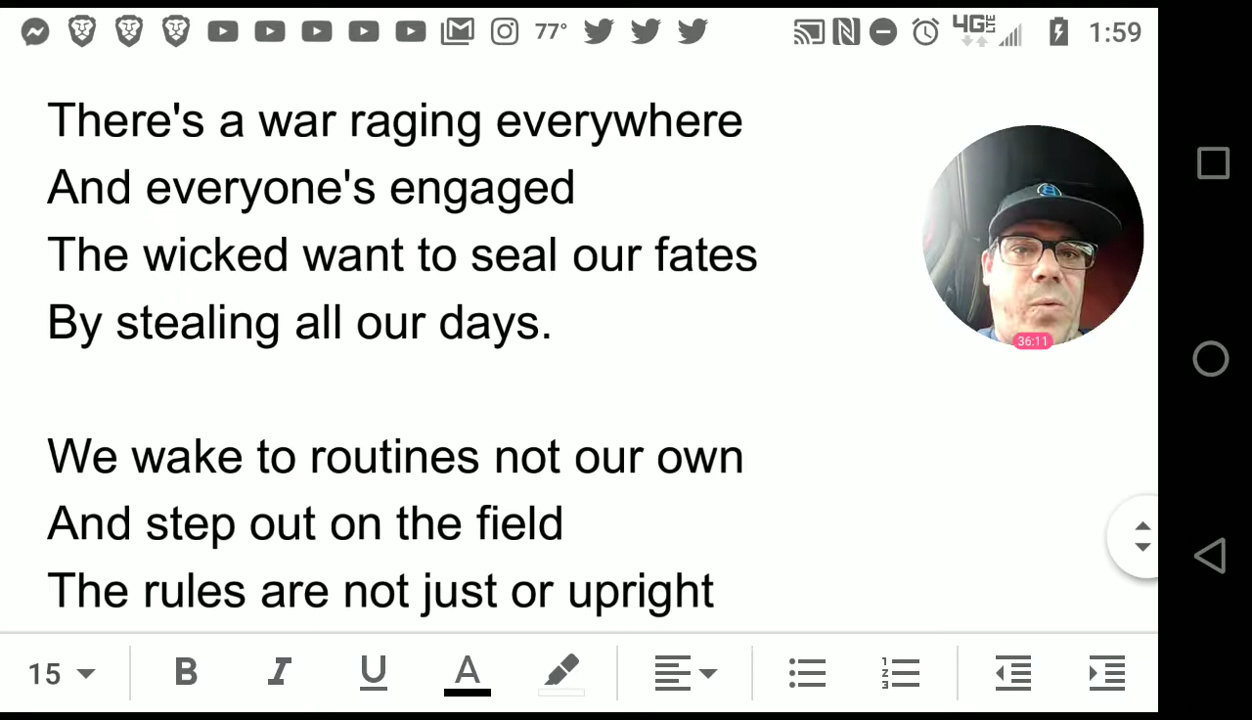 77° 4G LTE 1:59
There's a war raging everywhere
And everyone's engaged
The wicked want to seal our fates
By stealing all our days.
36:11
We wake to routines not our own
And step out on the field
The rules are not just or upright
15 B I U A